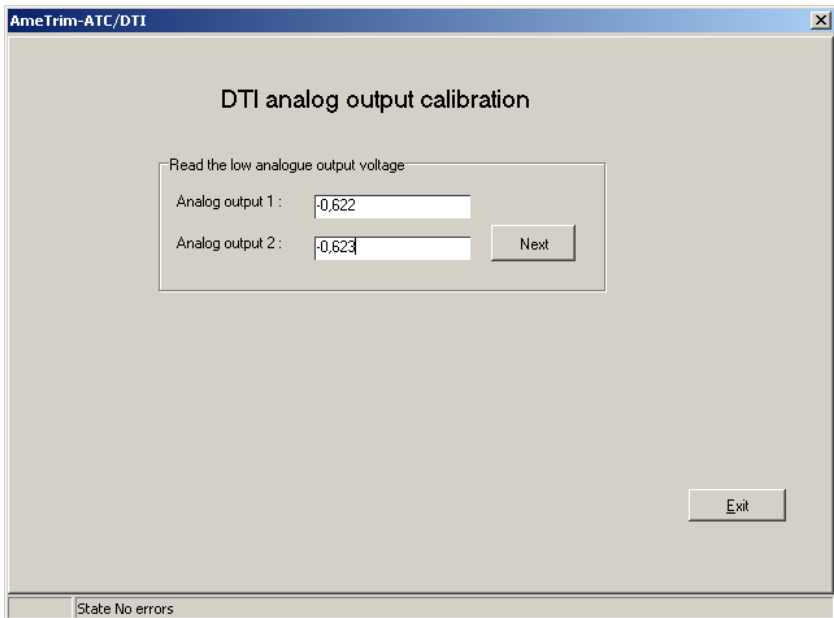 AmeTrim-ATC/DTI
DTI analog output calibration
Read the low analogue output voltage
Analog output 1 : -0,622
Analog output 2 : -0,623
Next
Exit
State No errors